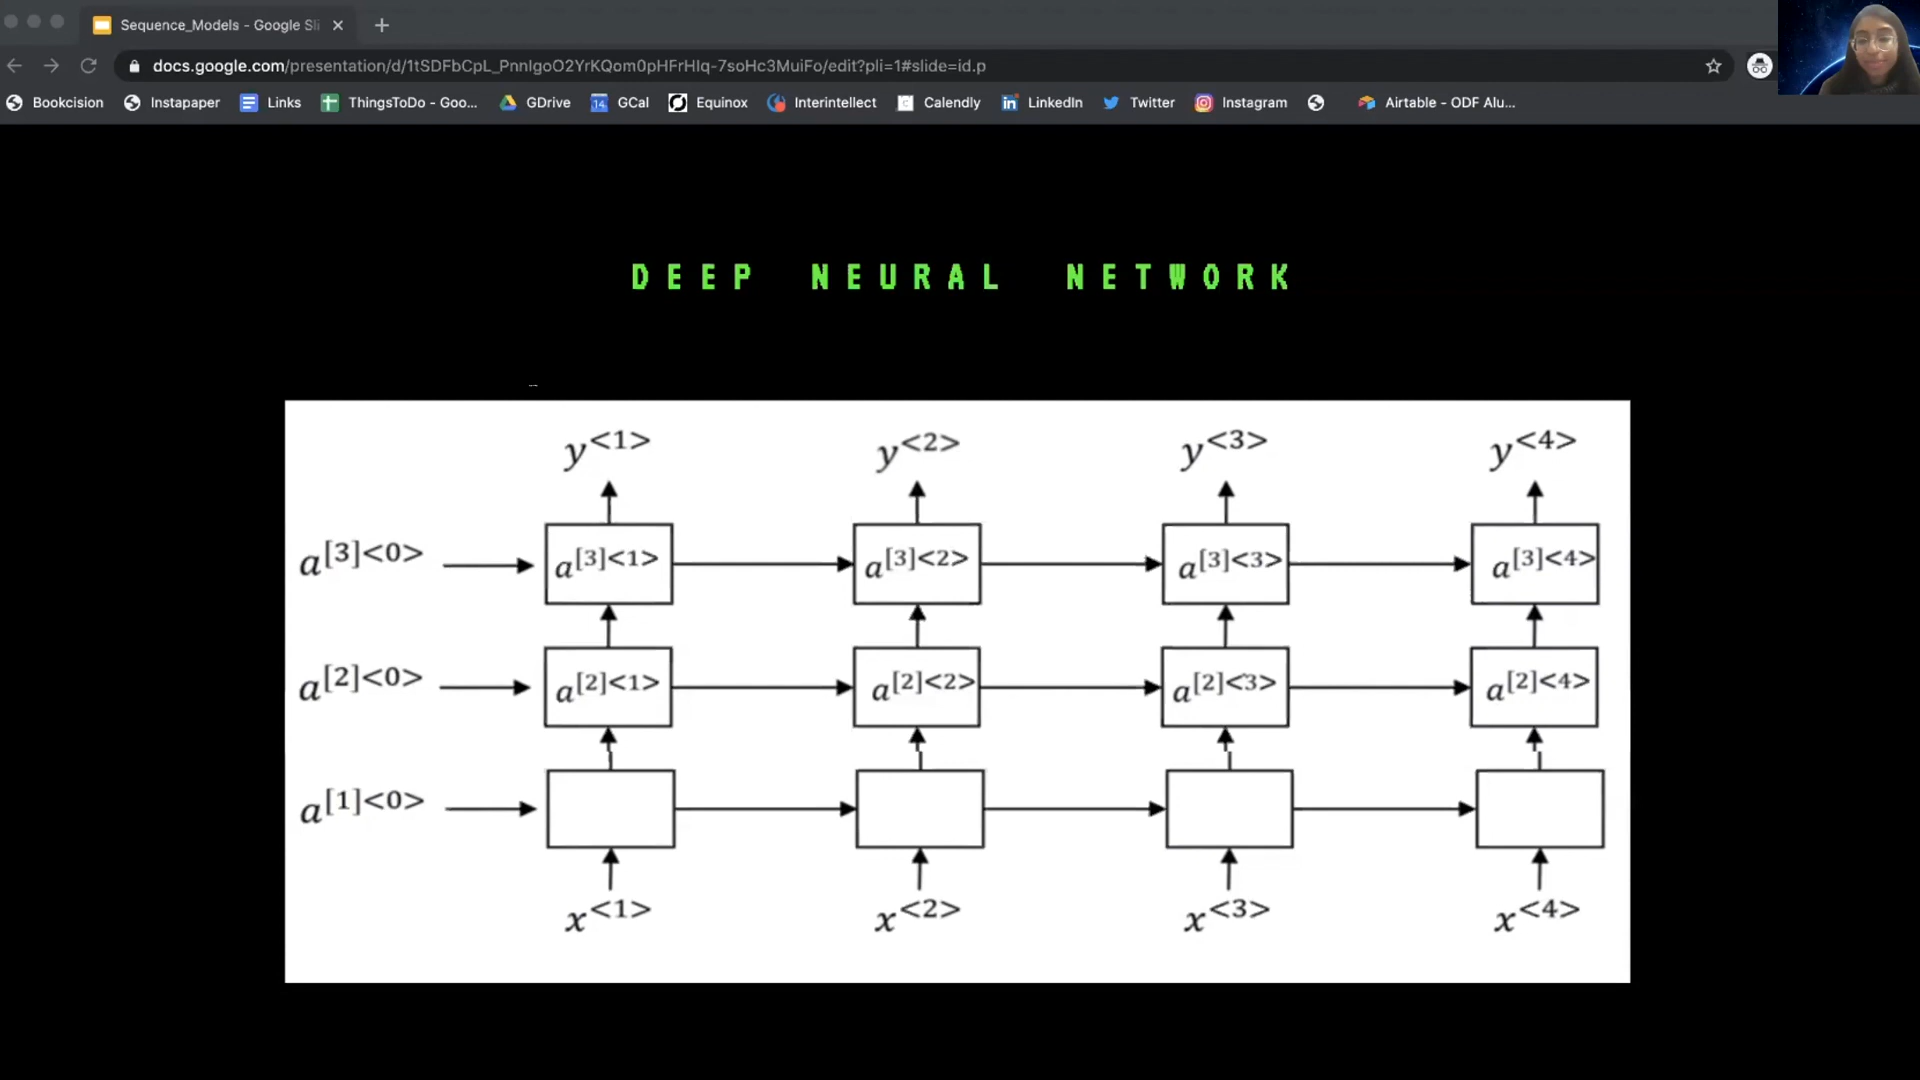 Sequence_Models - Google Sli
docs.google.com/presentation/d/1tSDFbCpL_PnnIgoO2YrKQom0pHFrHIq-7soHc3MuiFo/edit?pli=1#slide=id.p
Bookcision Instapaper Links ThingsToDo - Goo... GDrive 14 GCal Equinox Interintellect C Calendly LinkedIn Twitter Instagram Airtable - ODF Alu...
DEEP NEURAL NETWORK
y<1> y<2> y<3> y<4>
a[3]<0> a[3]<1> a[3]<2> a[3]<3> a[3]<4>
a[2]<0> a[2]<1> a[2]<2> a[2]<3> a[2]<4>
a[1]<0>
x<1> x<2> x<3> x<4>